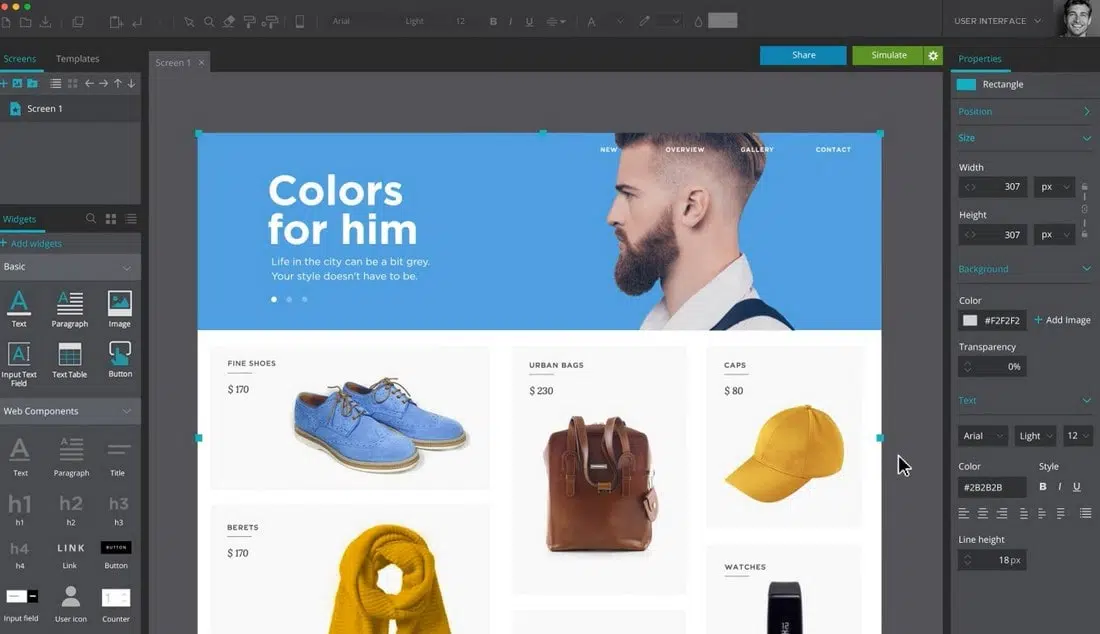 Arial
Light
12
B
I
U
A
USER INTERFACE
Screens
Templates
Screen 1
Screen 1 ×
Share
Simulate
Widgets
+ Add widgets
Basic
A
A
Text
Paragraph
Image
A
Input Text
Field
Text Table
Button
Web Components
A
A
Text
Paragraph
Title
h1
h2
h3
h1
h2
h3
h4
LINK
BUTTON
h4
Link
Button
1
Input field
User icon
Counter
NEW
OVERVIEW
GALLERY
CONTACT
Colors
for him
Life in the city can be a bit grey.
Your style doesn't have to be.
FINE SHOES
$ 170
URBAN BAGS
$ 230
CAPS
$ 80
BERETS
$ 170
WATCHES
Properties
Rectangle
Position
Size
Width
307
px
Height
307
px
Background
Color
#F2F2F2
+ Add Image
Transparency
0%
Text
Arial
Light
12
Color
Style
#2B2B2B
B
I
U
Line height
18 px